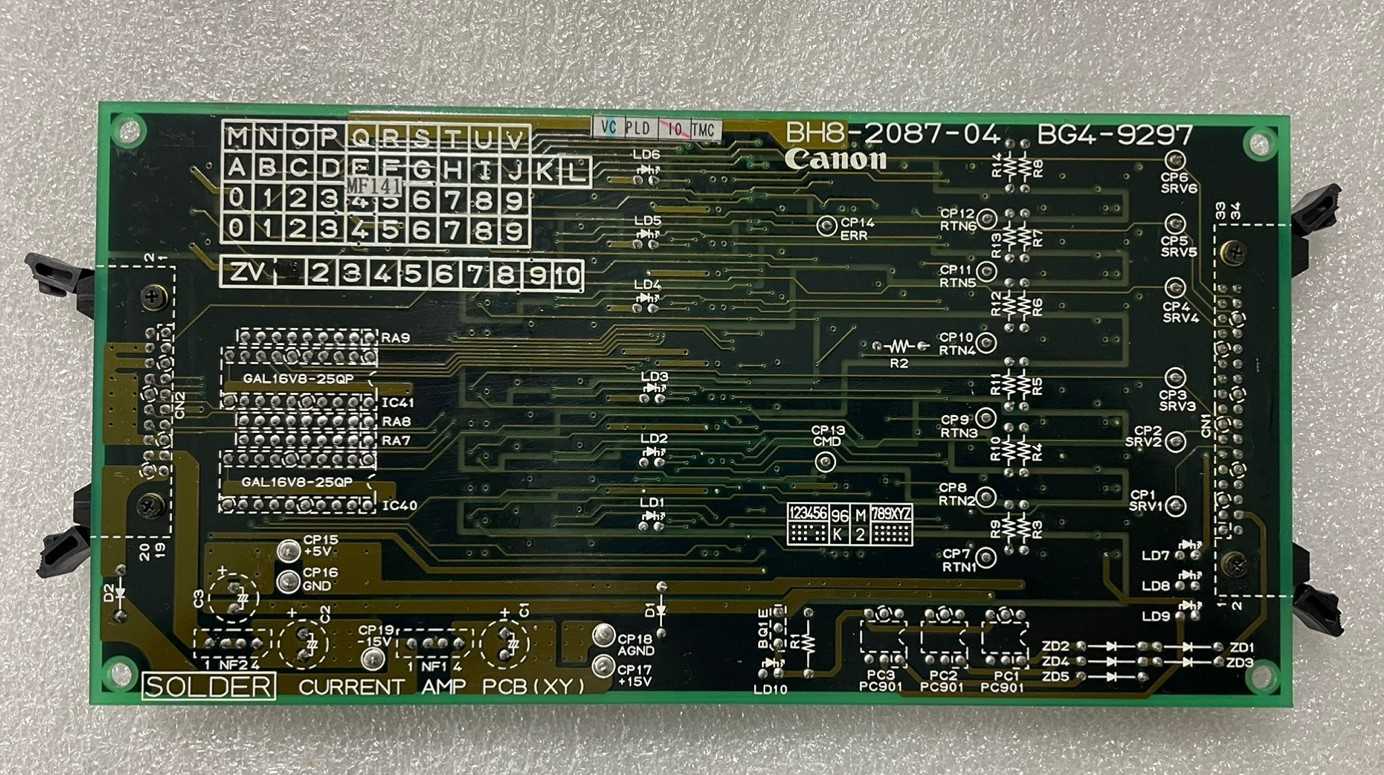 M N O P Q R S T U V
VC PLD IO TMC
BH8-2087-04 BG4-9297
Canon
A B C D E F G H I J K L
MF141
0 1 2 3 4 5 6 7 8 9
0 1 2 3 4 5 6 7 8 9
ZV 2 3 4 5 6 7 8 9 10
LD6
R14
R8
CP6
SRV6
CP14
ERR
CP12
RTN6
LD5
R13
R7
CP5
SRV5
33
34
2
1
CP11
RTN5
LD4
R12
R6
CP4
SRV4
RA9
R2
CP10
RTN4
GAL16V8-25QP
IC41
CN2
LD3
R11
R5
CP3
SRV3
RA8
RA7
CP9
RTN3
CP13
CMD
CP2
SRV2
CN1
LD2
R10
R4
GAL16V8-25QP
IC40
CP8
RTN2
CP1
SRV1
LD1
123456 96 M 789XYZ
K 2
R9
R3
20
19
CP15
+5V
CP7
RTN1
LD7
CP16
GND
LD8
D2
C3
+
C2
+
C1
+
D1
LD9
1
2
CP19
-15V
CP18
AGND
BQ1E
R1
1 NF2 4
1 NF1 4
CP17
+15V
ZD2
ZD1
ZD4
ZD3
ZD5
PC3
PC901
PC2
PC901
PC1
PC901
LD10
SOLDER CURRENT AMP PCB(XY)